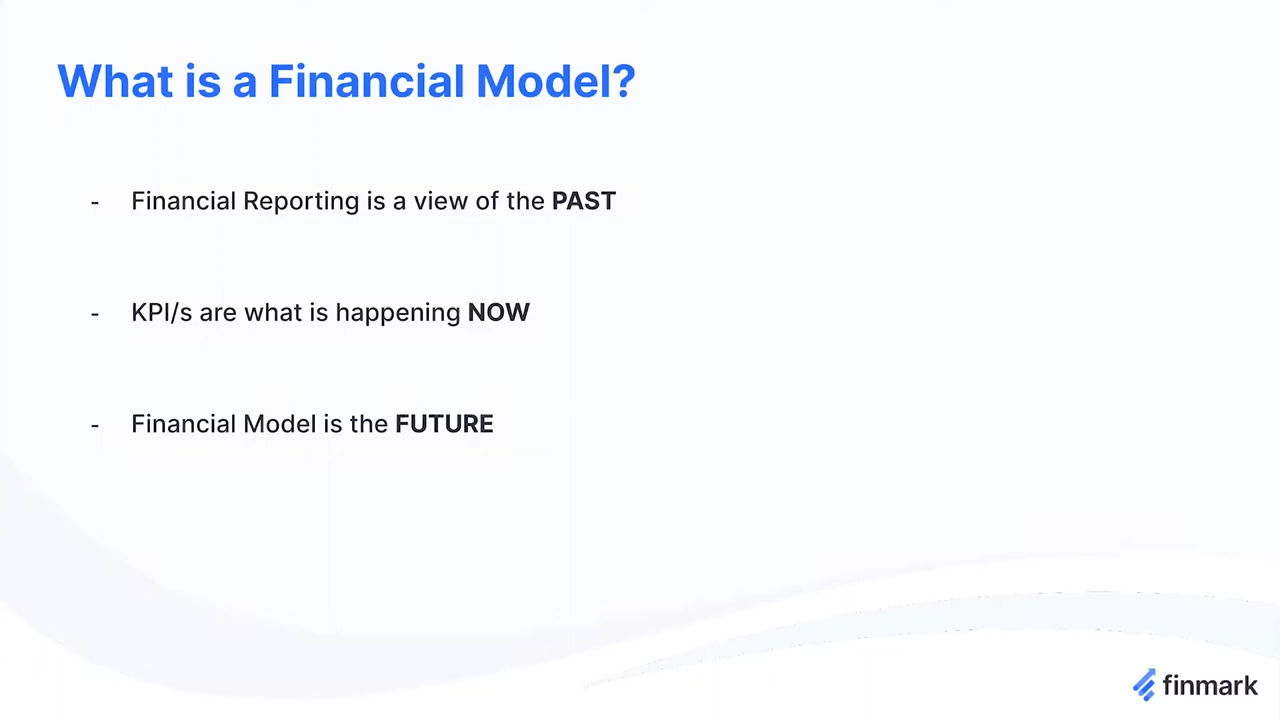 What is a Financial Model?
- Financial Reporting is a view of the PAST
- KPI/s are what is happening NOW
- Financial Model is the FUTURE
finmark